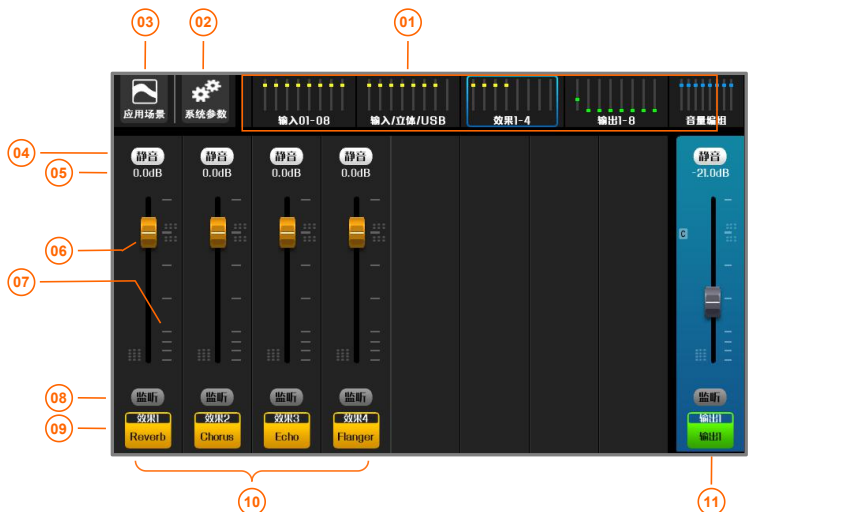 03
02
01
应用场景
系统参数
输入01-08
输入/立体/USB
效果1-4
输出1-8
音量编组
04
静音
静音
静音
静音
静音
05
0.0dB
0.0dB
0.0dB
0.0dB
-21.0dB
C
06
07
08
监听
监听
监听
监听
监听
09
效果1
效果2
效果3
效果4
输出1
Reverb
Chorus
Echo
Flanger
输出1
10
11